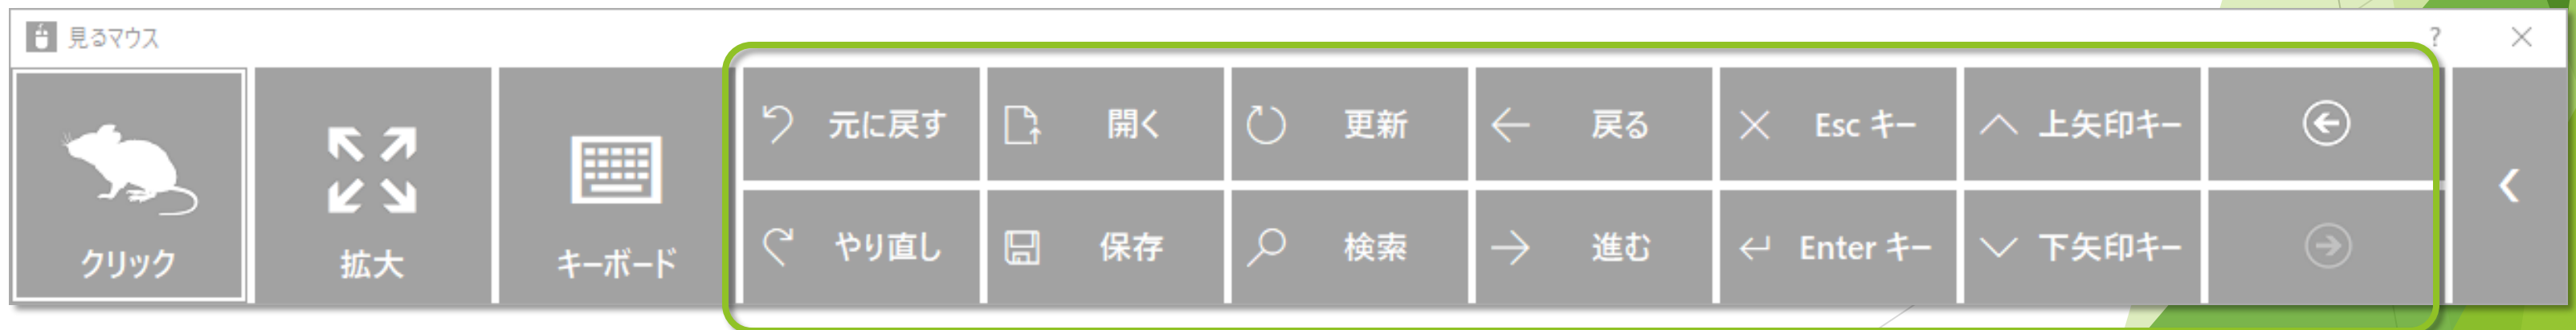 見るマウス
?
クリック
拡大
キーボード
元に戻す
開く
更新
戻る
Esc キー
上矢印キー
やり直し
保存
検索
進む
Enter キー
下矢印キー